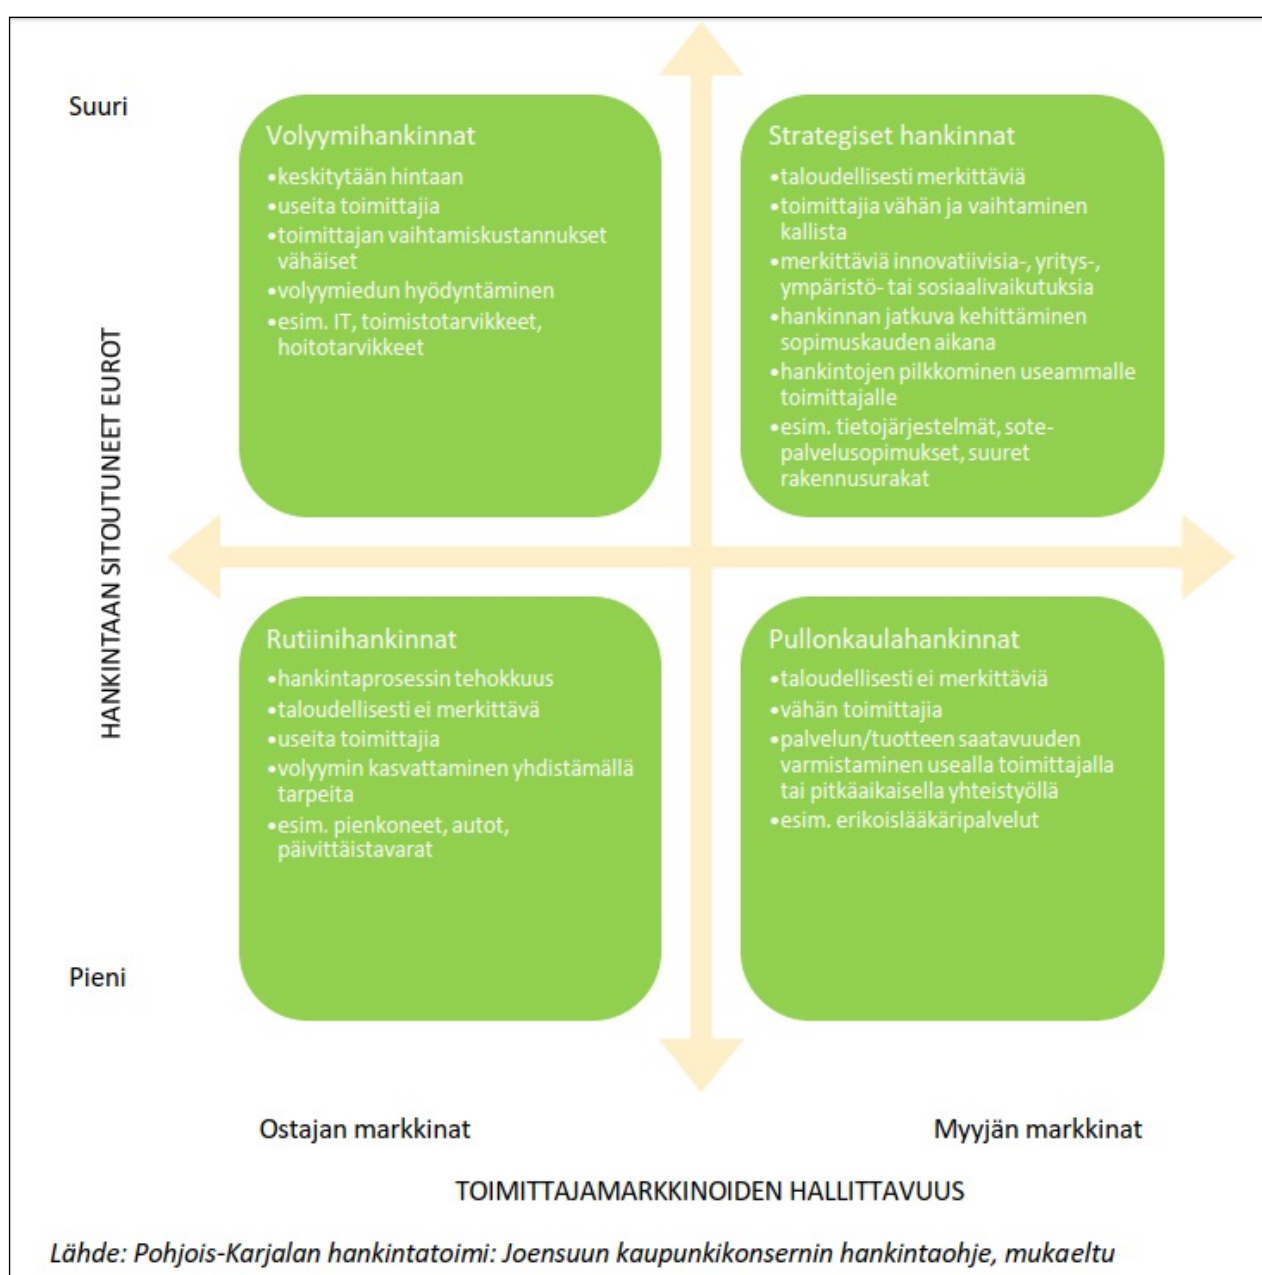 Suuri
Volyymihankinnat
•keskitytään hintaan
•useita toimittajia
•toimittajan vaihtamiskustannukset
vähäiset
•volyymiedun hyödyntäminen
•esim. IT, toimistotarvikkeet,
hoitotarvikkeet
Strategiset hankinnat
•taloudellisesti merkittäviä
•toimittajia vähän ja vaihtaminen
kallista
•merkittäviä innovatiivisia-, yritys-,
ympäristö- tai sosiaalivaikutuksia
•hankinnan jatkuva kehittäminen
sopimuskauden aikana
•hankintojen pilkkominen useammalle
toimittajalle
•esim. tietojärjestelmät, sote-
palvelusopimukset, suuret
rakennusurakat
HANKINTAAN SITOUTUNEET EUROT
Rutiinihankinnat
•hankintaprosessin tehokkuus
•taloudellisesti ei merkittävä
•useita toimittajia
•volyymin kasvattaminen yhdistämällä
tarpeita
•esim. pienkoneet, autot,
päivittäistavarat
Pullonkaulahankinnat
•taloudellisesti ei merkittäviä
•vähän toimittajia
•palvelun/tuotteen saatavuuden
varmistaminen usealla toimittajalla
tai pitkäaikaisella yhteistyöllä
•esim. erikoislääkäripalvelut
Pieni
Ostajan markkinat
Myyjän markkinat
TOIMITTAJAMARKKINOIDEN HALLITTAVUUS
Lähde: Pohjois-Karjalan hankintatoimi: Joensuun kaupunkikonsernin hankintaohje, mukaeltu